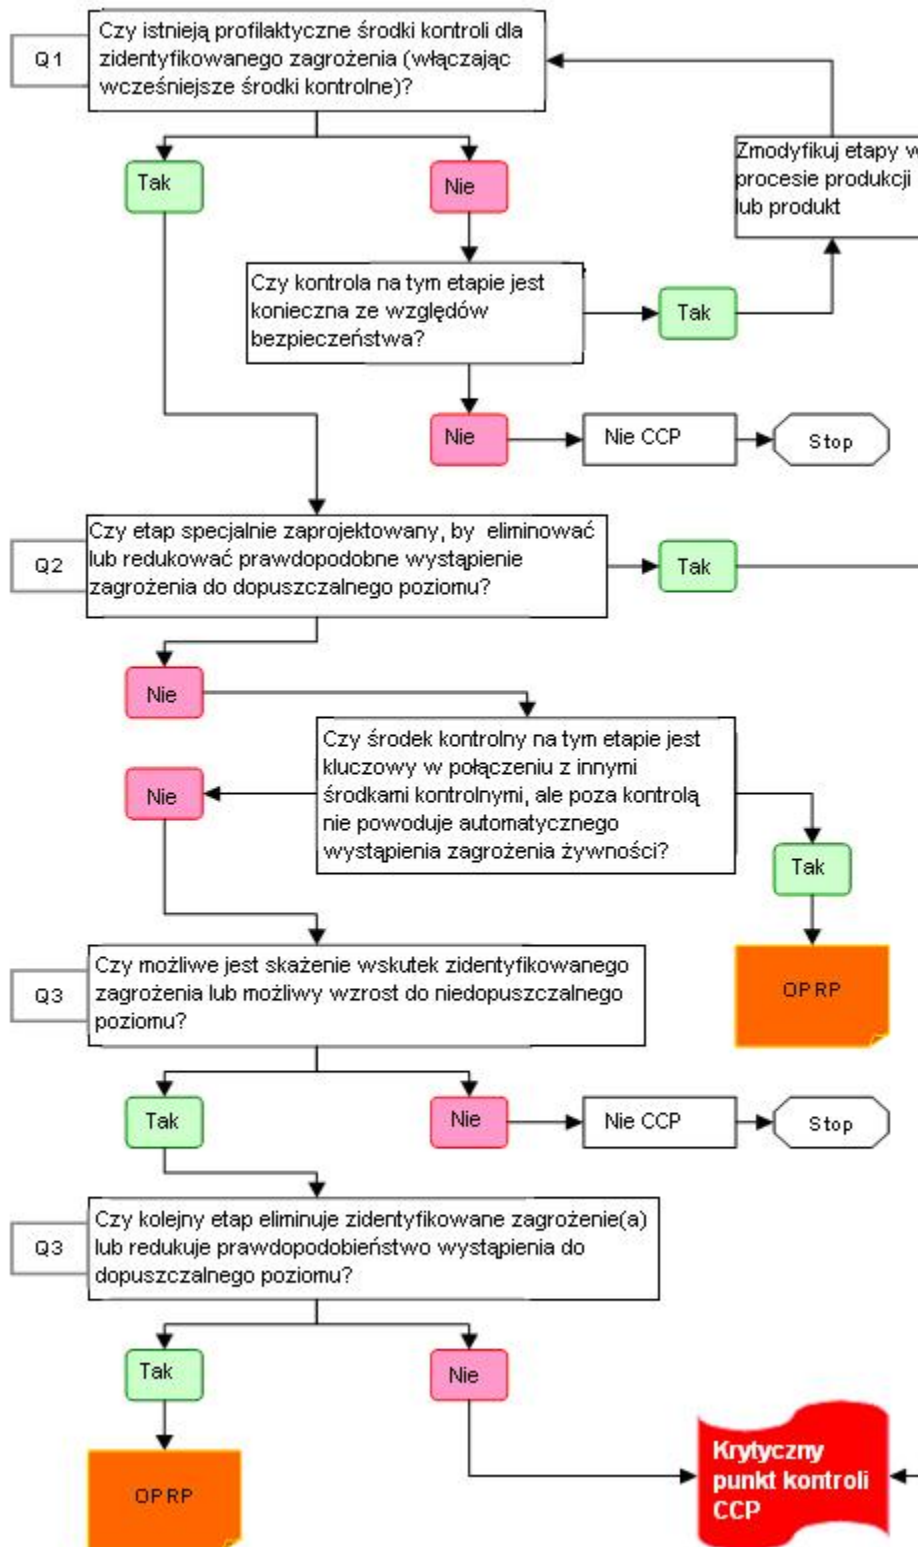 Q1
Czy istnieją profilaktyczne środki kontroli dla
zidentyfikowanego zagrożenia (włączając
wcześniejsze środki kontrolne)?
Tak
Nie
Zmodyfikuj etapy w
procesie produkcji
lub produkt
Czy kontrola na tym etapie jest
konieczna ze względów
bezpieczeństwa?
Tak
Nie
Nie CCP
Stop
Q2
Czy etap specjalnie zaprojektowany, by eliminować
lub redukować prawdopodobne wystąpienie
zagrożenia do dopuszczalnego poziomu?
Tak
Nie
Czy środek kontrolny na tym etapie jest
kluczowy w połączeniu z innymi
środkami kontrolnymi, ale poza kontrolą
nie powoduje automatycznego
wystąpienia zagrożenia żywności?
Nie
Tak
OPRP
Q3
Czy możliwe jest skażenie wskutek zidentyfikowanego
zagrożenia lub możliwy wzrost do niedopuszczalnego
poziomu?
Tak
Nie
Nie CCP
Stop
Q3
Czy kolejny etap eliminuje zidentyfikowane zagrożenie(a)
lub redukuje prawdopodobieństwo wystąpienia do
dopuszczalnego poziomu?
Tak
Nie
OPRP
Krytyczny
punkt kontroli
CCP